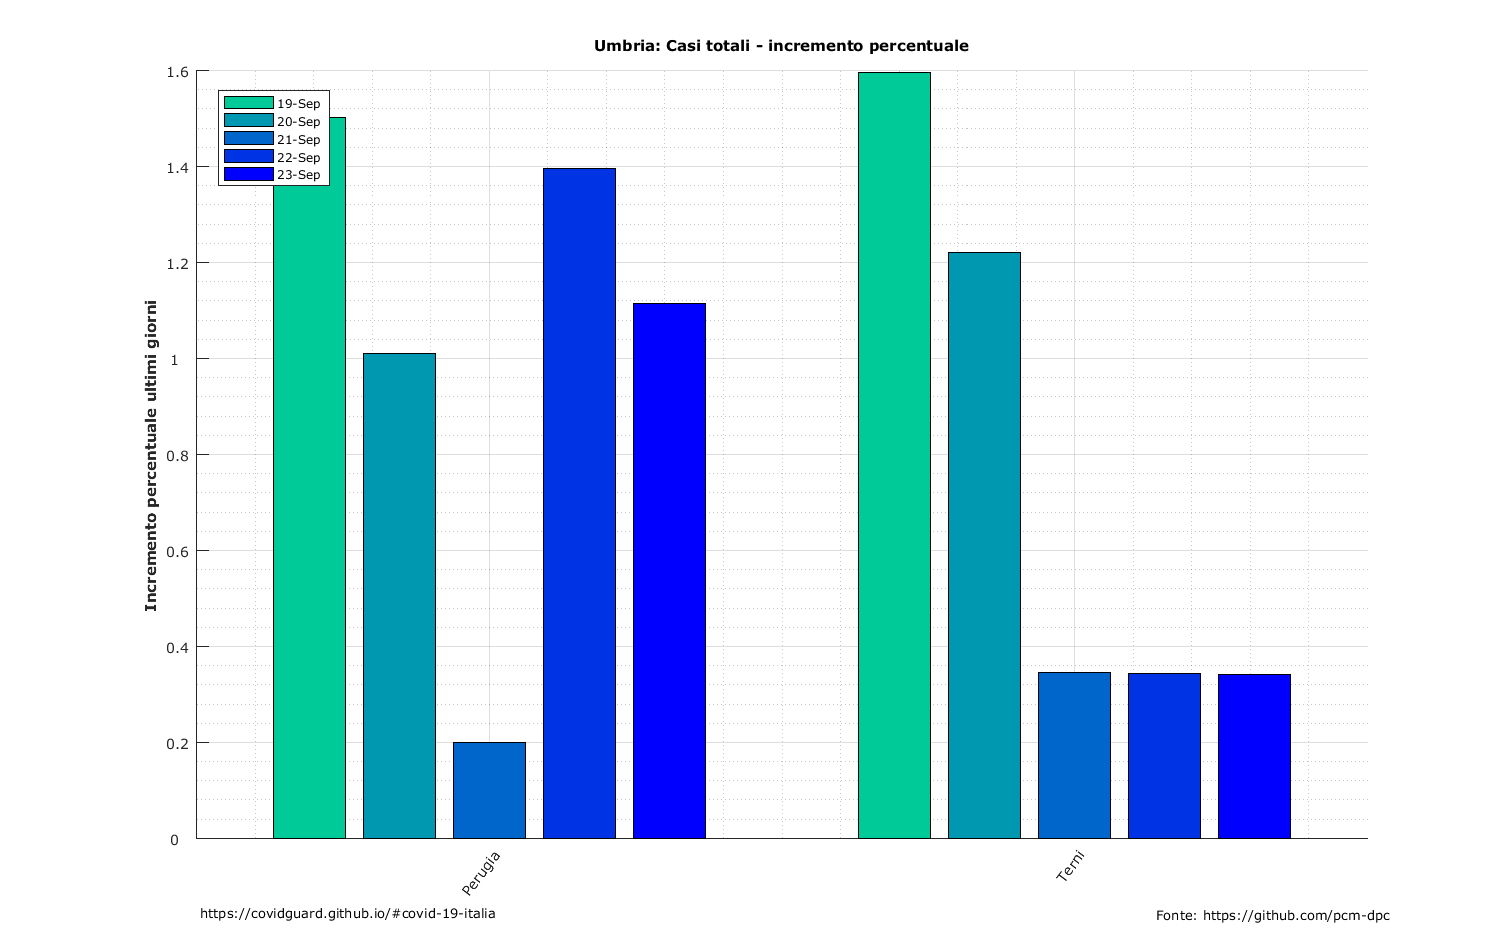 Umbria: Casi totali - incremento percentuale
1.6
1.4
1.2
1
0.8
0.6
0.4
0.2
0
Incremento percentuale ultimi giorni
19-Sep
20-Sep
21-Sep
22-Sep
23-Sep
Perugia
Terni
https://covidguard.github.io/#covid-19-italia
Fonte: https://github.com/pcm-dpc